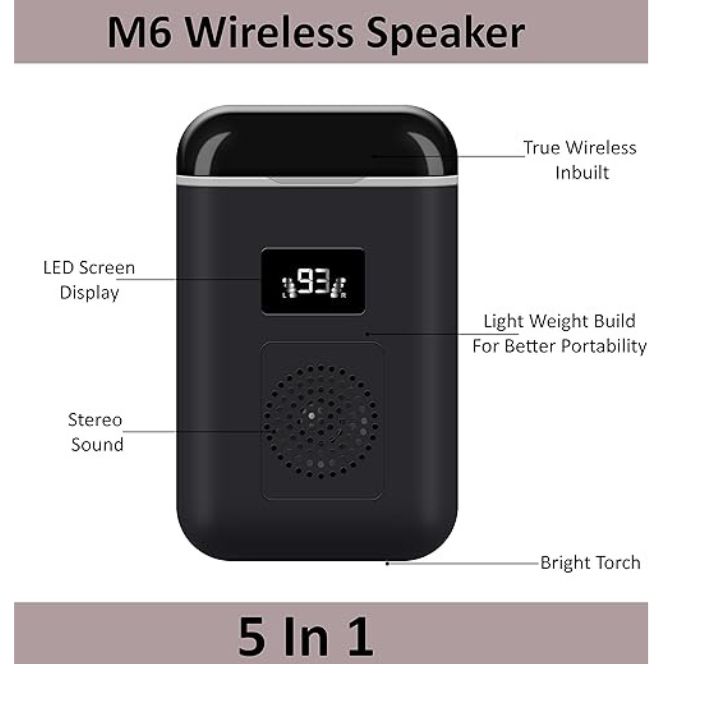 M6 Wireless Speaker
True Wireless
Inbuilt
LED Screen
Display
93
L R
Light Weight Build
For Better Portability
Stereo
Sound
Bright Torch
5 In 1